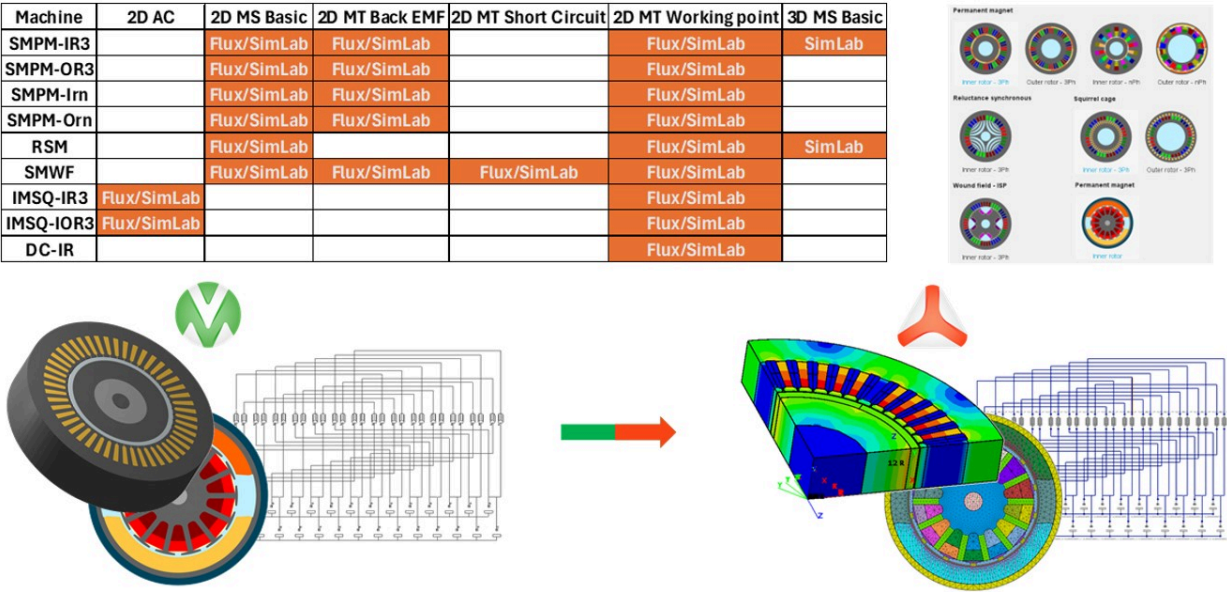 Machine 2D AC 2D MS Basic 2D MT Back EMF 2D MT Short Circuit 2D MT Working point 3D MS Basic
SMPM-IR3 Flux/SimLab Flux/SimLab Flux/SimLab SimLab
SMPM-OR3 Flux/SimLab Flux/SimLab Flux/SimLab
SMPM-Irn Flux/SimLab Flux/SimLab Flux/SimLab
SMPM-Orn Flux/SimLab Flux/SimLab Flux/SimLab
RSM Flux/SimLab Flux/SimLab SimLab
SMWF Flux/SimLab Flux/SimLab Flux/SimLab Flux/SimLab
IMSQ-IR3 Flux/SimLab Flux/SimLab
IMSQ-IOR3 Flux/SimLab Flux/SimLab
DC-IR Flux/SimLab
Permanent magnet
Inner rotor - 3Ph Outer rotor - 3Ph Inner rotor - nPh Outer rotor - nPh
Reluctance synchronous Squirrel cage
Inner rotor - 3Ph Inner rotor - 3Ph Outer rotor - 3Ph
Wound field - ISP Permanent magnet
Inner rotor - 3Ph Inner rotor
Z
12 R
X
Y
Z